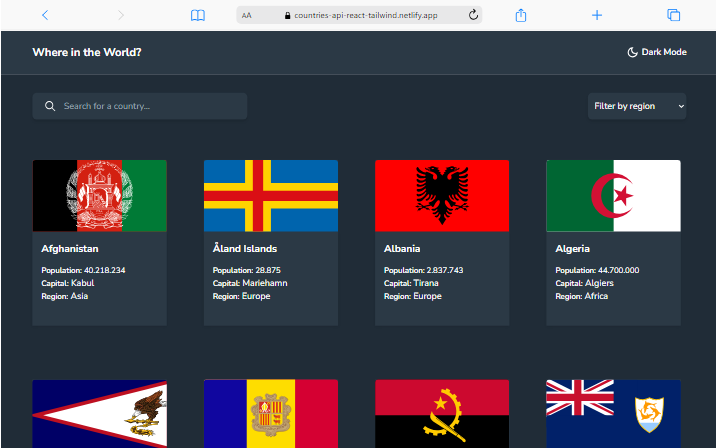 AA countries-api-react-tailwind.netlify.app
Where in the World? Dark Mode
Search for a country... Filter by region
Afghanistan
Population: 40.218.234
Capital: Kabul
Region: Asia
Åland Islands
Population: 28.875
Capital: Mariehamn
Region: Europe
Albania
Population: 2.837.743
Capital: Tirana
Region: Europe
Algeria
Population: 44.700.000
Capital: Algiers
Region: Africa